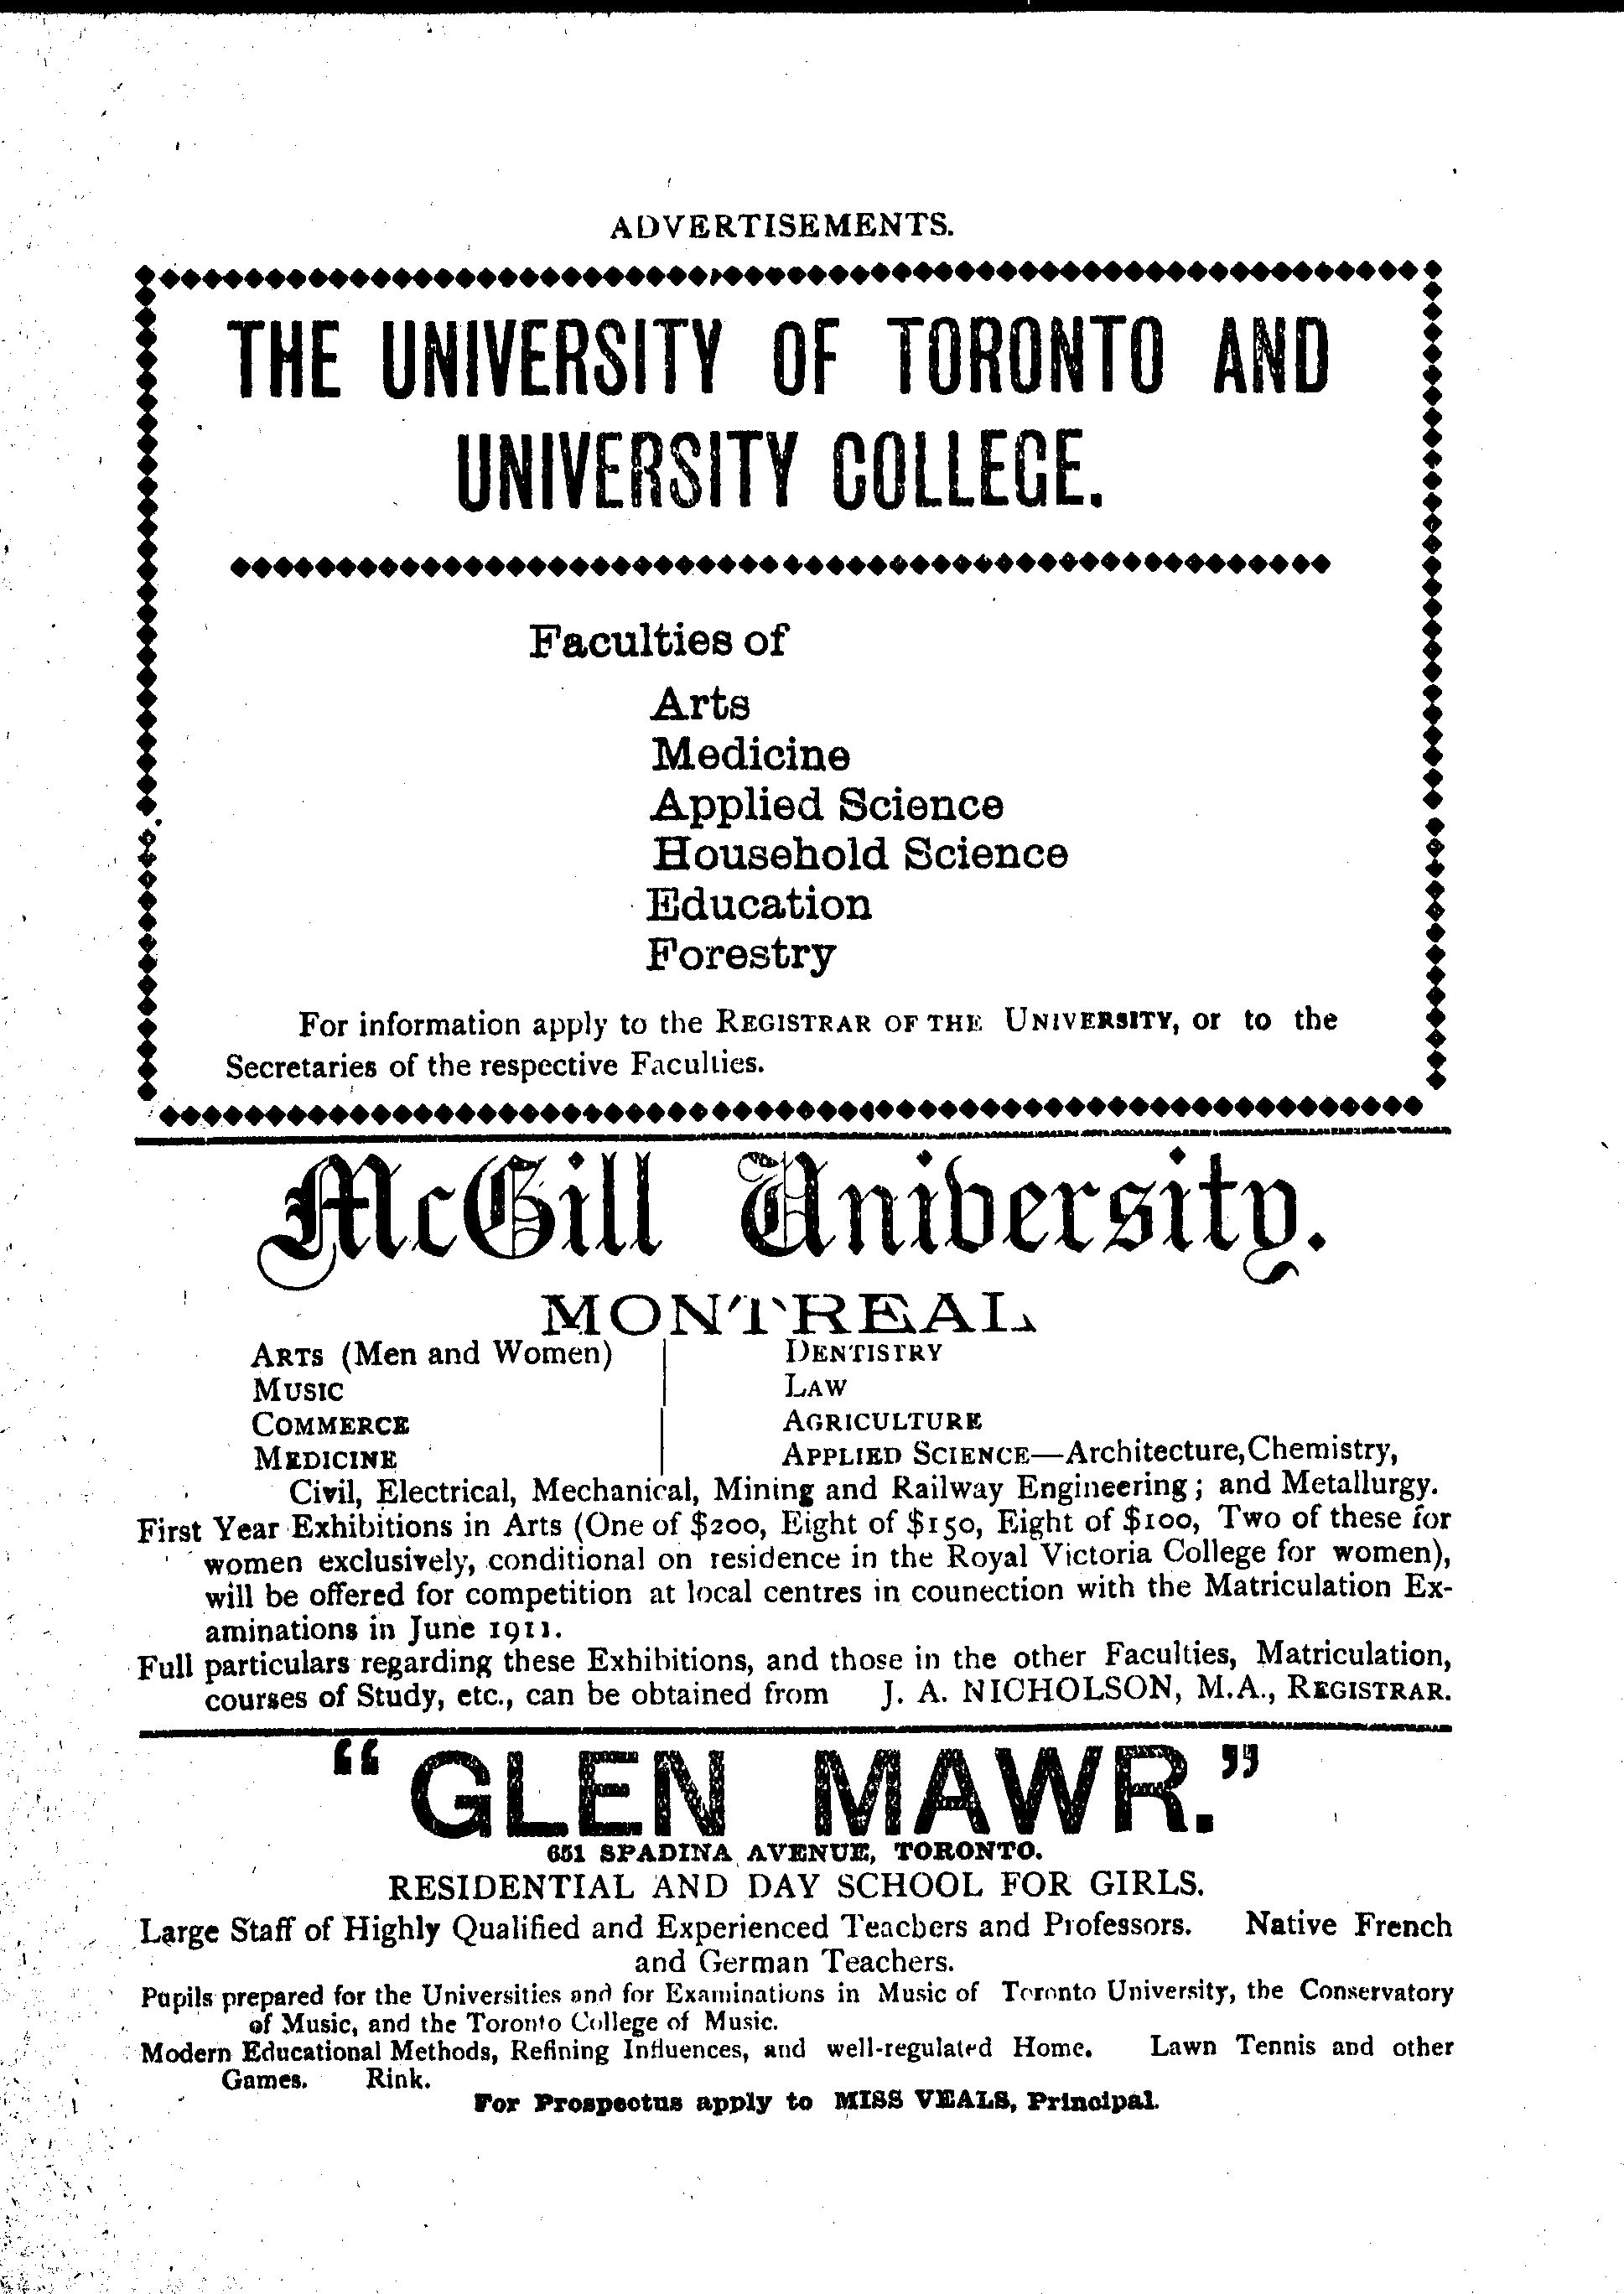 ADVERTISEMENTS.
THE UNIVERSITY OF TORONTO AND
UNIVERSITY COLLEGE.
Faculties of
Arts
Medicine
Applied Science
Household Science
Education
Forestry
For information apply to the REGISTRAR OF THE UNIVERSITY, or to the
Secretaries of the respective Faculties.
McGill University.
MONTREAL
ARTS (Men and Women)
MUSIC
COMMERCE
MEDICINE
DENTISTRY
LAW
AGRICULTURE
APPLIED SCIENCE—Architecture, Chemistry,
Civil, Electrical, Mechanical, Mining and Railway Engineering; and Metallurgy.
First Year Exhibitions in Arts (One of $200, Eight of $150, Eight of $100, Two of these for
women exclusively, conditional on residence in the Royal Victoria College for women),
will be offered for competition at local centres in counection with the Matriculation Ex-
aminations in June 1911.
Full particulars regarding these Exhibitions, and those in the other Faculties, Matriculation,
courses of Study, etc., can be obtained from J. A. NICHOLSON, M.A., REGISTRAR.
"GLEN MAWR."
651 SPADINA AVENUE, TORONTO.
RESIDENTIAL AND DAY SCHOOL FOR GIRLS.
Large Staff of Highly Qualified and Experienced Teachers and Professors. Native French
and German Teachers.
Pupils prepared for the Universities and for Examinations in Music of Toronto University, the Conservatory
of Music, and the Toronto College of Music.
Modern Educational Methods, Refining Influences, and well-regulated Home. Lawn Tennis and other
Games. Rink.
For Prospectus apply to MISS VEALS, Principal.